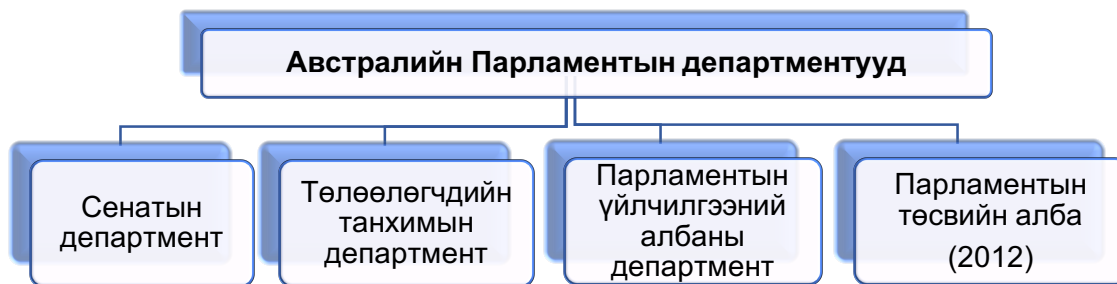 Австралийн Парламентын департментууд
Сенатын
департмент
Төлөөлөгчдийн
танхимын
департмент
Парламентын
үйлчилгээний
албаны
департмент
Парламентын
төсвийн алба
(2012)